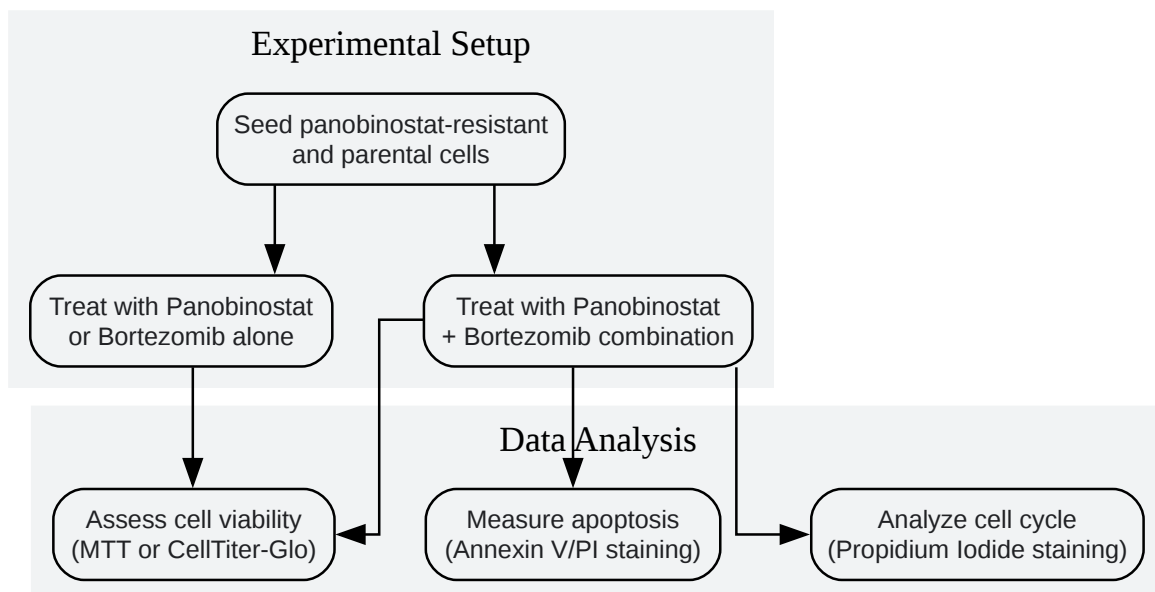 Experimental Setup
Seed panobinostat-resistant
and parental cells
Treat with Panobinostat
or Bortezomib alone
Treat with Panobinostat
+ Bortezomib combination
Data Analysis
Assess cell viability
(MTT or CellTiter-Glo)
Measure apoptosis
(Annexin V/PI staining)
Analyze cell cycle
(Propidium Iodide staining)